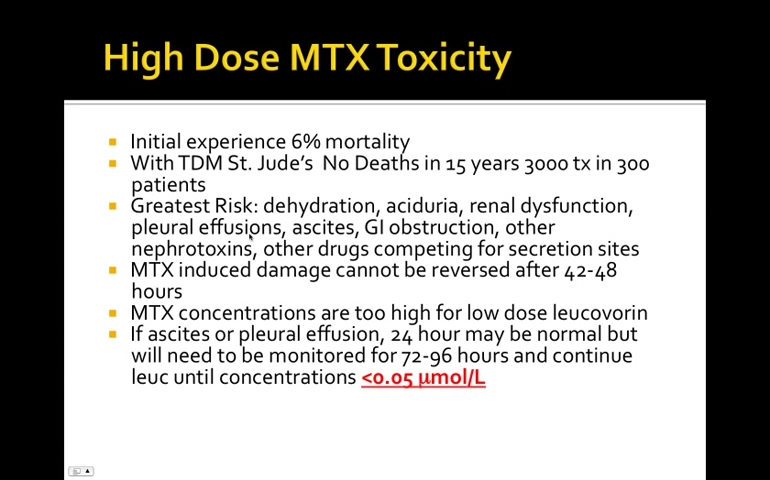 High Dose MTX Toxicity
Initial experience 6% mortality
With TDM St. Jude's No Deaths in 15 years 3000 tx in 300
patients
Greatest Risk: dehydration, aciduria, renal dysfunction,
pleural effusions, ascites, GI obstruction, other
nephrotoxins, other drugs competing for secretion sites
MTX induced damage cannot be reversed after 42-48
hours
MTX concentrations are too high for low dose leucovorin
If ascites or pleural effusion, 24 hour may be normal but
will need to be monitored for 72-96 hours and continue
leuc until concentrations <0.05 µmol/L